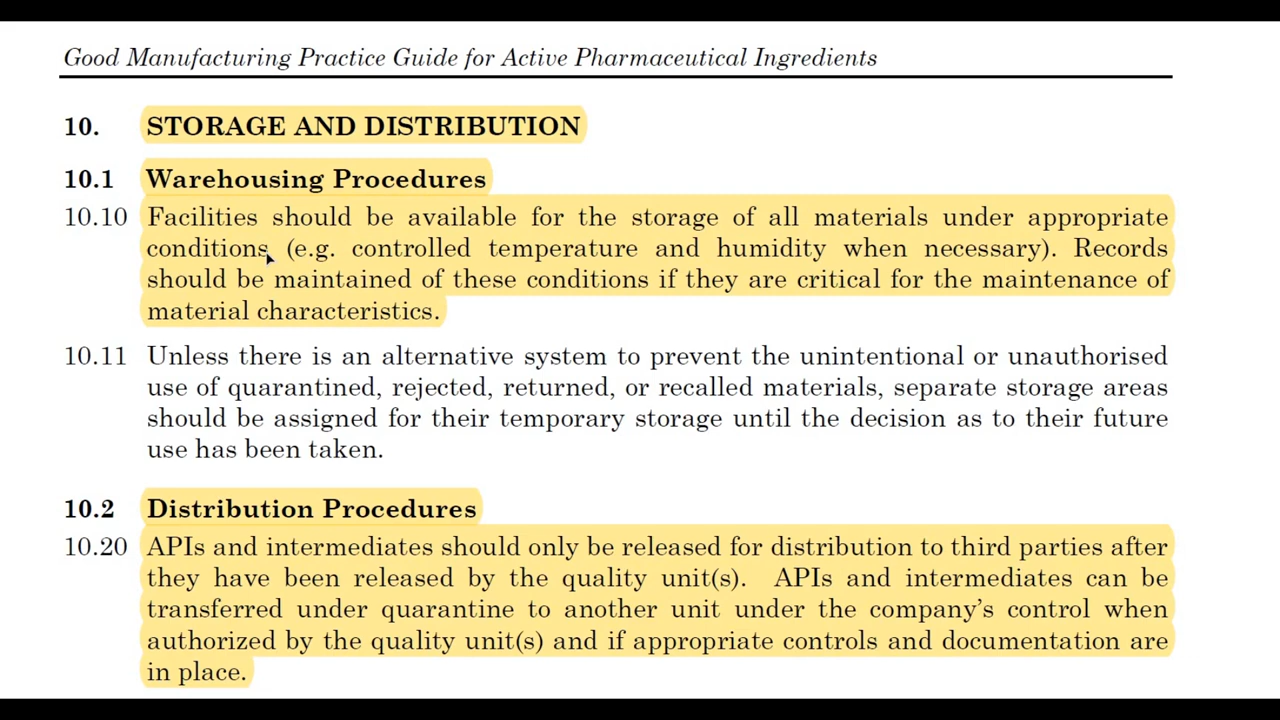 Good Manufacturing Practice Guide for Active Pharmaceutical Ingredients
10. STORAGE AND DISTRIBUTION
10.1 Warehousing Procedures
10.10 Facilities should be available for the storage of all materials under appropriate
conditions (e.g. controlled temperature and humidity when necessary). Records
should be maintained of these conditions if they are critical for the maintenance of
material characteristics.
10.11 Unless there is an alternative system to prevent the unintentional or unauthorised
use of quarantined, rejected, returned, or recalled materials, separate storage areas
should be assigned for their temporary storage until the decision as to their future
use has been taken.
10.2 Distribution Procedures
10.20 APIs and intermediates should only be released for distribution to third parties after
they have been released by the quality unit(s). APIs and intermediates can be
transferred under quarantine to another unit under the company's control when
authorized by the quality unit(s) and if appropriate controls and documentation are
in place.